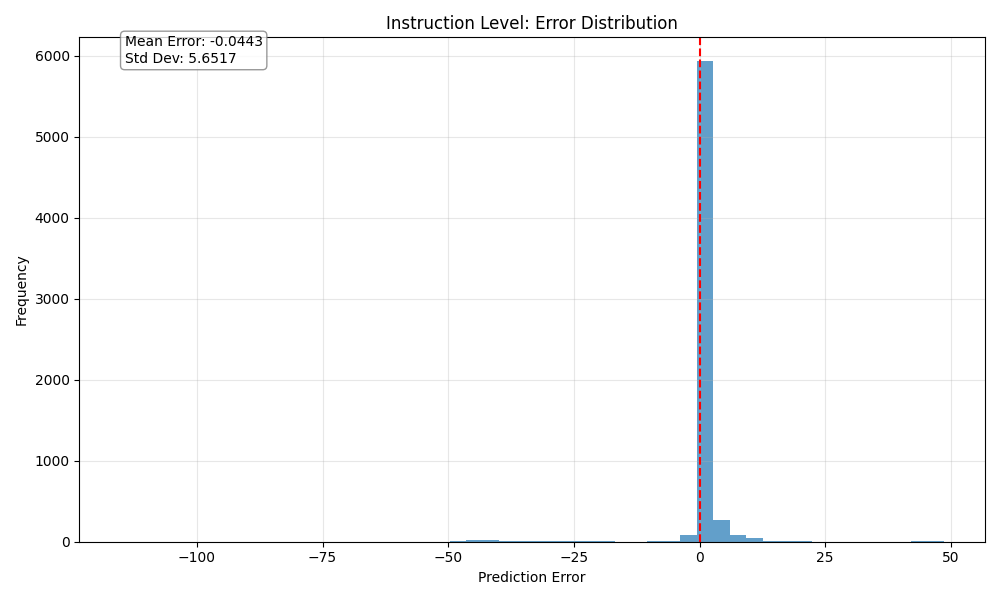 Instruction Level: Error Distribution
Mean Error: -0.0443
Std Dev: 5.6517
Frequency
6000
5000
4000
3000
2000
1000
0
−100
−75
−50
−25
0
25
50
Prediction Error